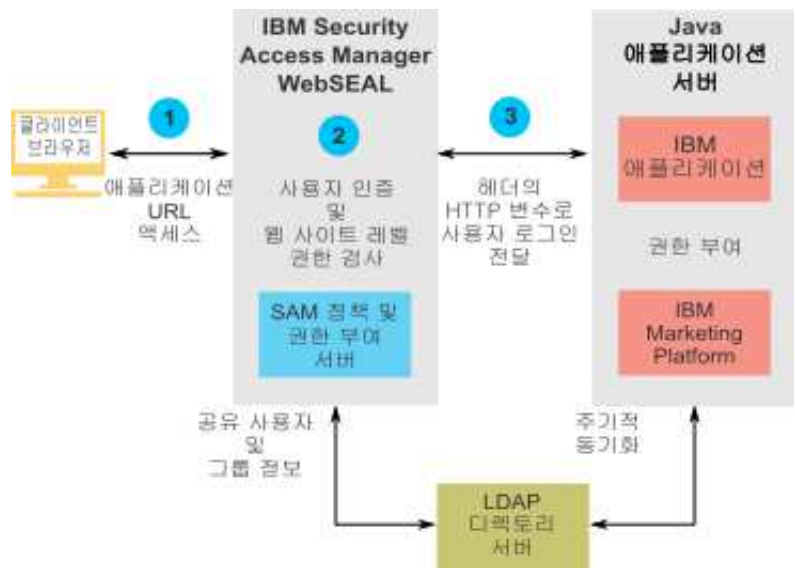 IBM Security
Access Manager
WebSEAL
Java
애플리케이션
서버
클라이언트
브라우저
1
2
3
IBM
애플리케이션
애플리케이션
URL
액세스
사용자 인증
및
웹 사이트 레벨
권한 검사
헤더의
HTTP 변수로
사용자 로그인
전달
권한 부여
SAM 정책 및
권한 부여
서버
IBM
Marketing
Platform
공유 사용자
및
그룹 정보
주기적
동기화
LDAP
디렉토리
서버